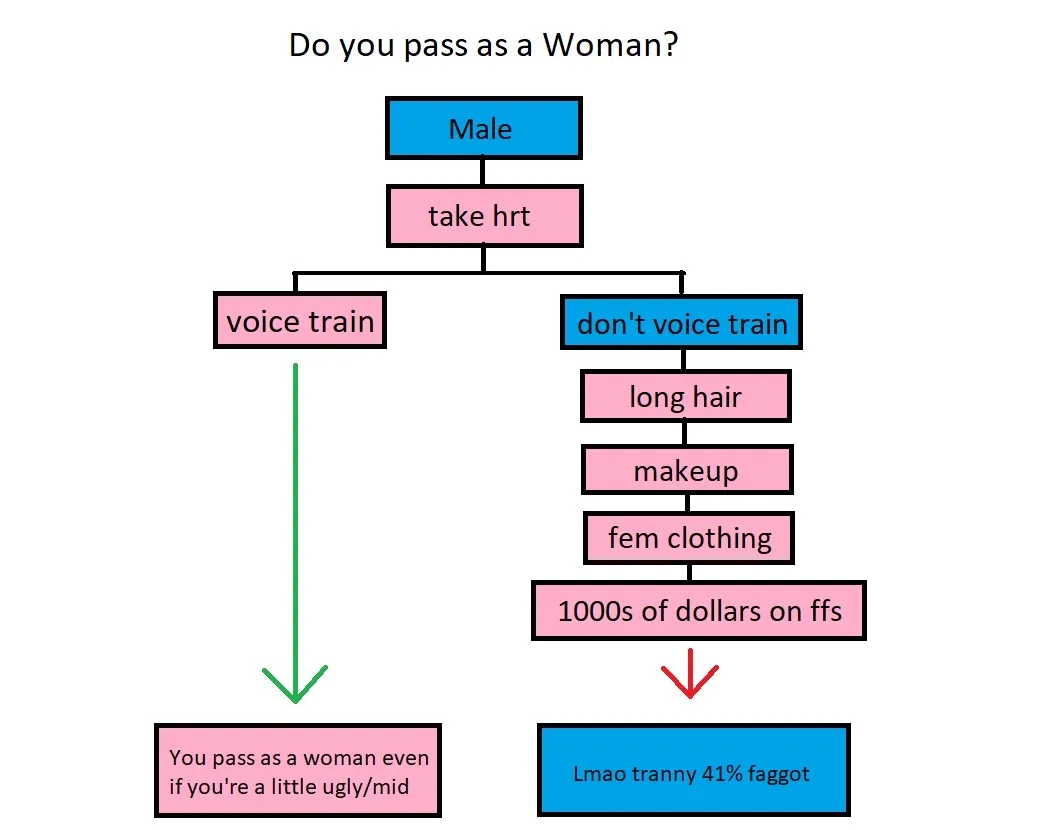 Do you pass as a Woman?
Male
take hrt
voice train
don't voice train
long hair
makeup
fem clothing
1000s of dollars on ffs
You pass as a woman even
if you're a little ugly/mid
Lmao tranny 41% faggot